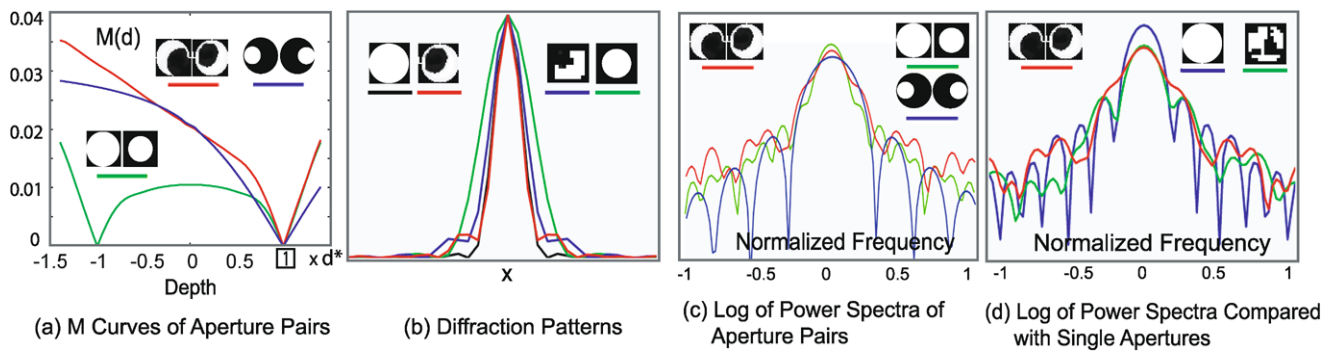 0.04
0.03
0.02
0.01
0
M(d)
-1.5 -1 -0.5 0 0.5 1 x d*
Depth
(a) M Curves of Aperture Pairs
x
(b) Diffraction Patterns
Normalized Frequency
-1 -0.5 0 0.5 1
(c) Log of Power Spectra of
Aperture Pairs
Normalized Frequency
-1 -0.5 0 0.5 1
(d) Log of Power Spectra Compared
with Single Apertures